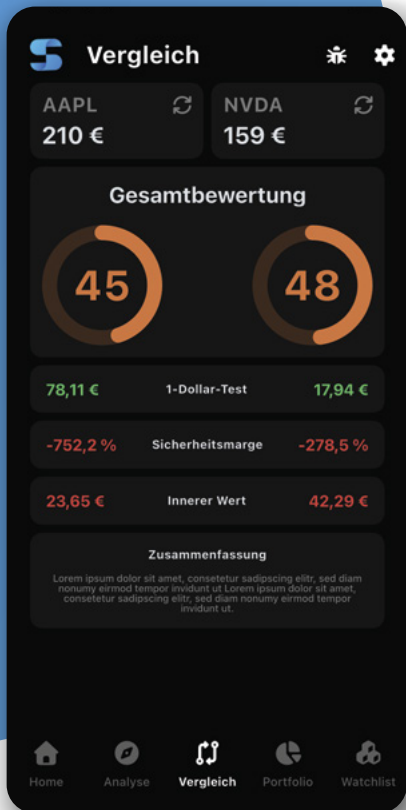 Vergleich
AAPL
210 €
NVDA
159 €
Gesamtbewertung
45
48
78,11 € 1-Dollar-Test 17,94 €
-752,2 % Sicherheitsmarge -278,5 %
23,65 € Innerer Wert 42,29 €
Zusammenfassung
Lorem ipsum dolor sit amet, consetetur sadipscing elitr, sed diam
nonumy eirmod tempor invidunt ut Lorem ipsum dolor sit amet,
consetetur sadipscing elitr, sed diam nonumy eirmod tempor
invidunt ut.
Home Analyse Vergleich Portfolio Watchlist